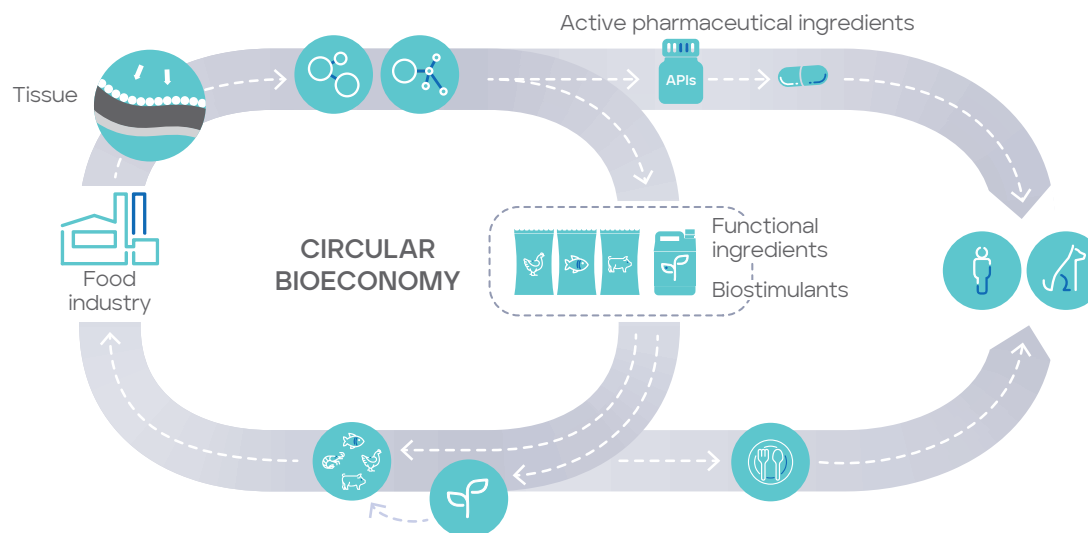 Active pharmaceutical ingredients
Tissue
APIs
CIRCULAR
BIOECONOMY
Functional
ingredients
Biostimulants
Food
industry